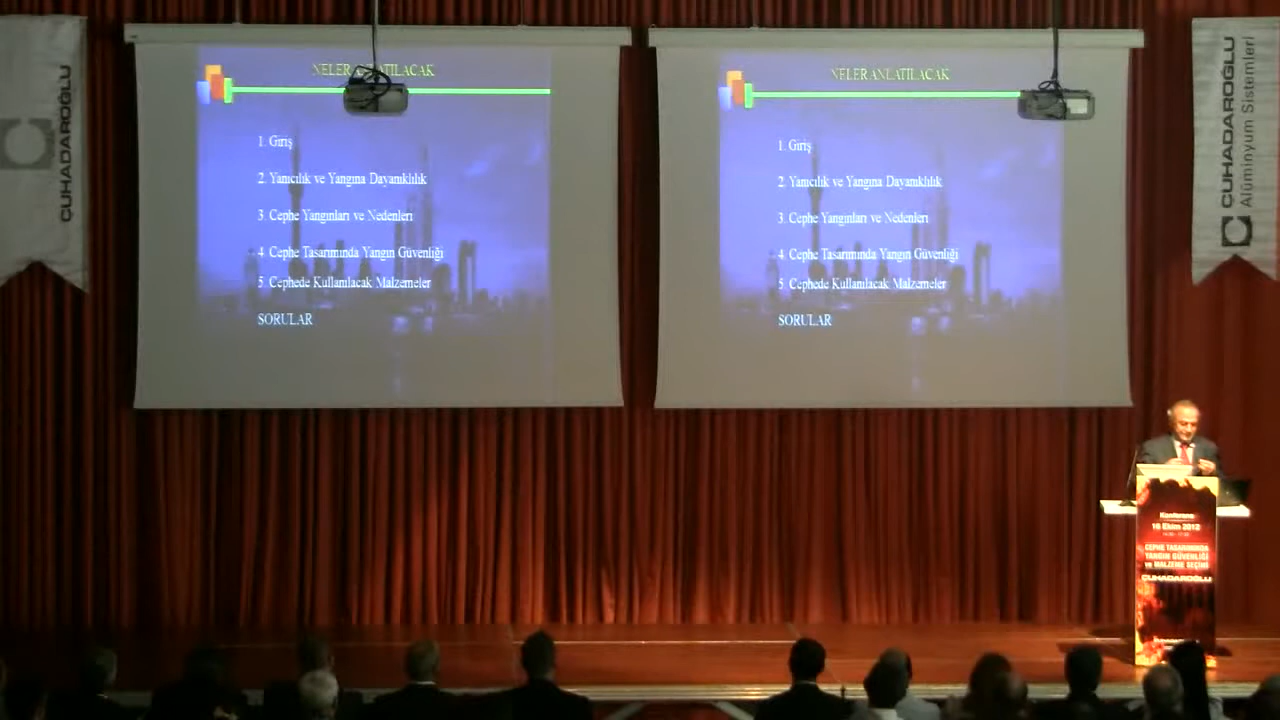 CUHADAROĞLU
NELER ATILACAK
1. Giriş
2. Yanıcılık ve Yangına Dayanıklılık
3. Cephe Yangınları ve Nedenleri
4. Cephe Tasarımında Yangın Güvenliği
5. Cephede Kullanılacak Malzemeler
SORULAR
NELER ANLATILACAK
1. Giriş
2. Yanıcılık ve Yangına Dayanıklılık
3. Cephe Yangınları ve Nedenleri
4. Cephe Tasarımında Yangın Güvenliği
5. Cephede Kullanılacak Malzemeler
SORULAR
ÇUHADAROĞLU
Alüminyum Sistemleri
Konferans
16 Ekim 2012
CEPHE TASARIMINDA
YANGIN GÜVENLİĞİ
ve MALZEME SEÇİMİ
ÇUHADAROĞLU